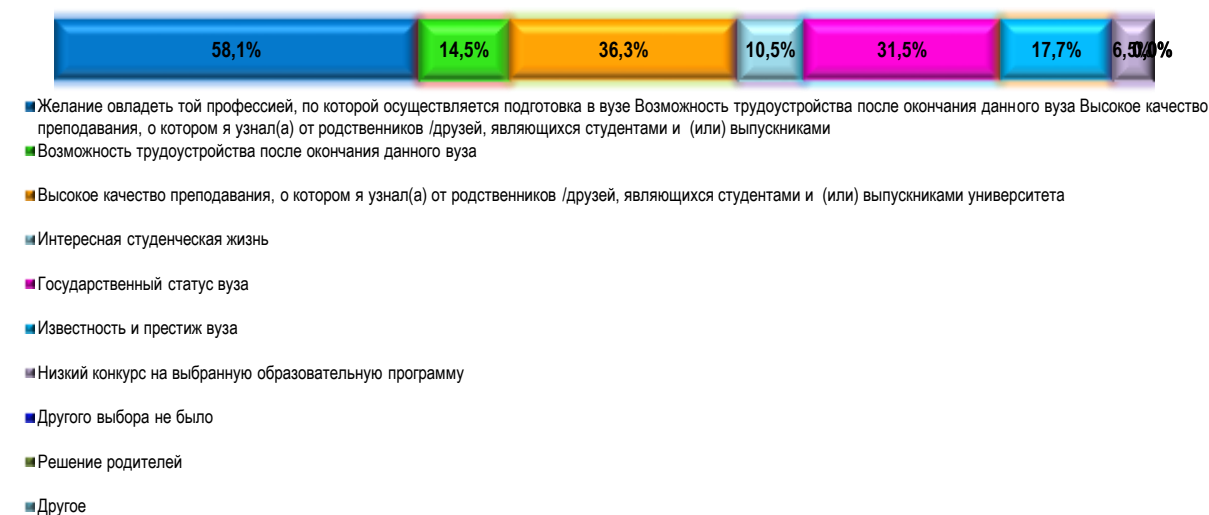 58,1% 14,5% 36,3% 10,5% 31,5% 17,7% 6,5% 0,0%
Желание овладеть той профессией, по которой осуществляется подготовка в вузе Возможность трудоустройства после окончания данного вуза Высокое качество
преподавания, о котором я узнал(а) от родственников /друзей, являющихся студентами и (или) выпускниками
Возможность трудоустройства после окончания данного вуза
Высокое качество преподавания, о котором я узнал(а) от родственников /друзей, являющихся студентами и (или) выпускниками университета
Интересная студенческая жизнь
Государственный статус вуза
Известность и престиж вуза
Низкий конкурс на выбранную образовательную программу
Другого выбора не было
Решение родителей
Другое